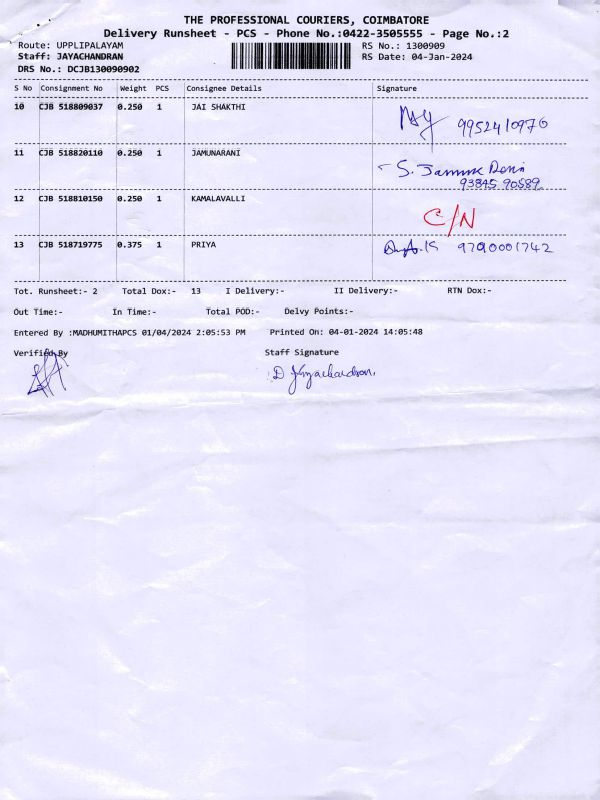 THE PROFESSIONAL COURIERS, COIMBATORE
Delivery Runsheet - PCS - Phone No.:0422-3505555 - Page No.:2
Route: UPPLIPALAYAM RS No.: 1300909
Staff: JAYACHANDRAN RS Date: 04-Jan-2024
DRS No.: DCJB130090902
S No Consignment No Weight PCS Consignee Details Signature
10 CJB 518809037 0.250 1 JAI SHAKTHI 9952410970
11 CJB 518820110 0.250 1 JAMUNARANI S. Jamuna Rani
93845 90589
12 CJB 518810150 0.250 1 KAMALAVALLI C/N
13 CJB 518719775 0.375 1 PRIYA 9790001742
Tot. Runsheet:- 2 Total Dox:- 13 I Delivery:- II Delivery:- RTN Dox:-
Out Time:- In Time:- Total POD:- Delvy Points:-
Entered By :MADHUMITHAPCS 01/04/2024 2:05:53 PM Printed On: 04-01-2024 14:05:48
Verified By Staff Signature
D Jayachandran.